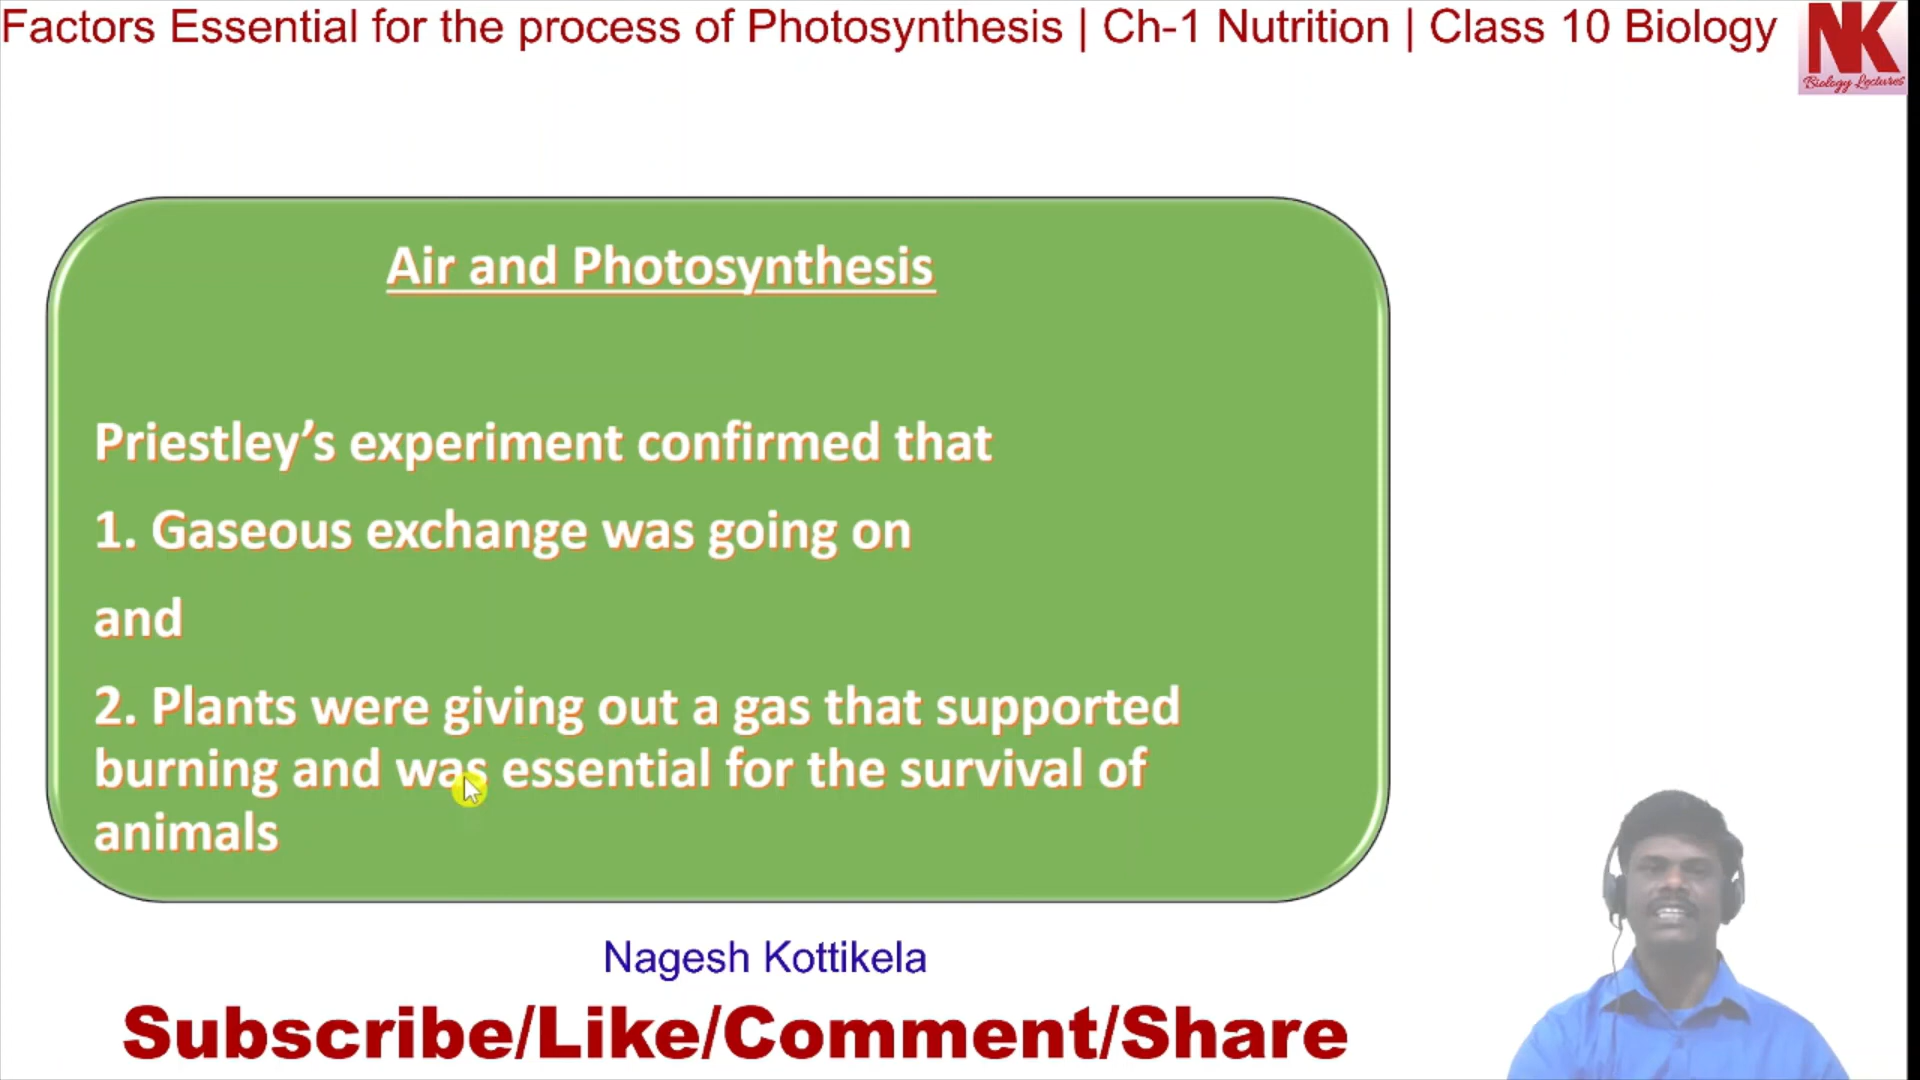 Factors Essential for the process of Photosynthesis | Ch-1 Nutrition | Class 10 Biology
NK
Biology Lectures
Air and Photosynthesis
Priestley’s experiment confirmed that
1. Gaseous exchange was going on
and
2. Plants were giving out a gas that supported
burning and was essential for the survival of
animals
Nagesh Kottikela
Subscribe/Like/Comment/Share